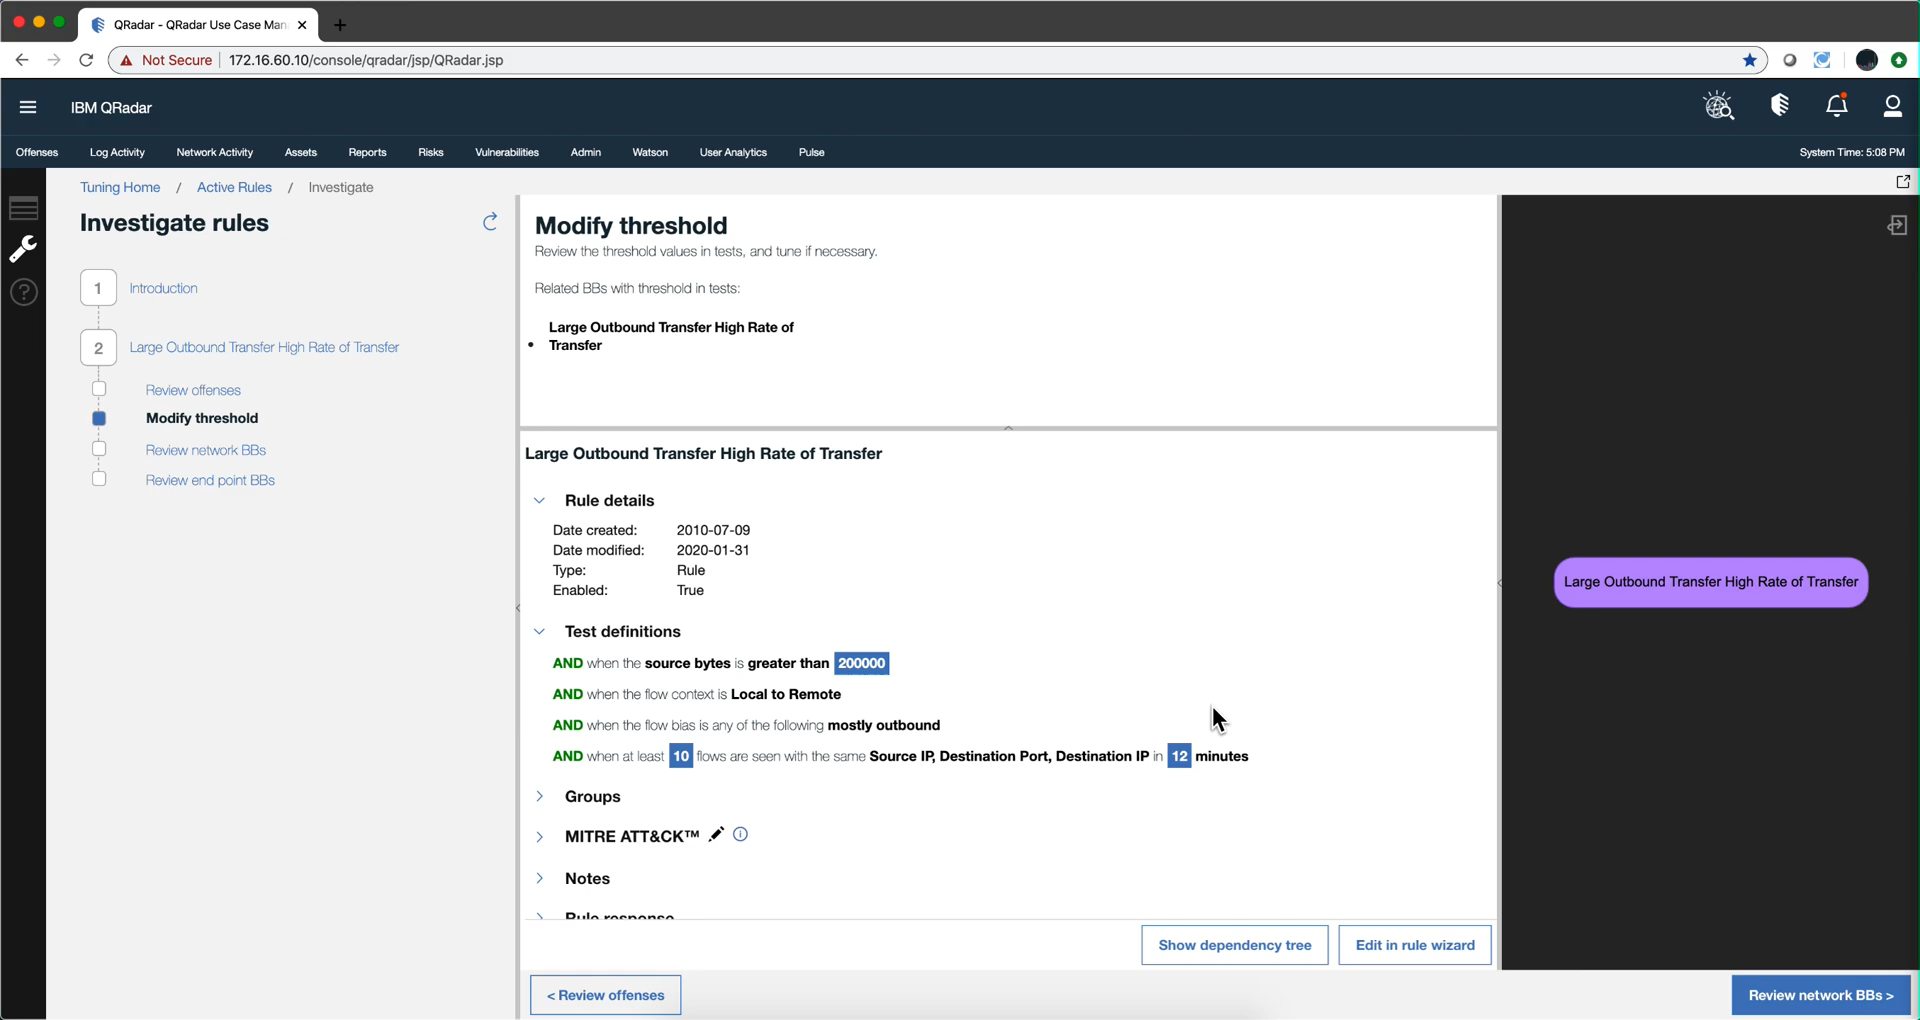 QRadar - QRadar Use Case Man
Not Secure 172.16.60.10/console/qradar/jsp/QRadar.jsp
IBM QRadar
Offenses Log Activity Network Activity Assets Reports Risks Vulnerabilities Admin Watson User Analytics Pulse System Time: 5:08 PM
Tuning Home / Active Rules / Investigate
Investigate rules
1 Introduction
2 Large Outbound Transfer High Rate of Transfer
Review offenses
Modify threshold
Review network BBs
Review end point BBs
Modify threshold
Review the threshold values in tests, and tune if necessary.
Related BBs with threshold in tests:
Large Outbound Transfer High Rate of
• Transfer
Large Outbound Transfer High Rate of Transfer
Rule details
Date created: 2010-07-09
Date modified: 2020-01-31
Type: Rule
Enabled: True
Test definitions
AND when the source bytes is greater than 200000
AND when the flow context is Local to Remote
AND when the flow bias is any of the following mostly outbound
AND when at least 10 flows are seen with the same Source IP, Destination Port, Destination IP in 12 minutes
Groups
MITRE ATT&CK™
Notes
Rule response
Show dependency tree Edit in rule wizard
< Review offenses
Large Outbound Transfer High Rate of Transfer
Review network BBs >